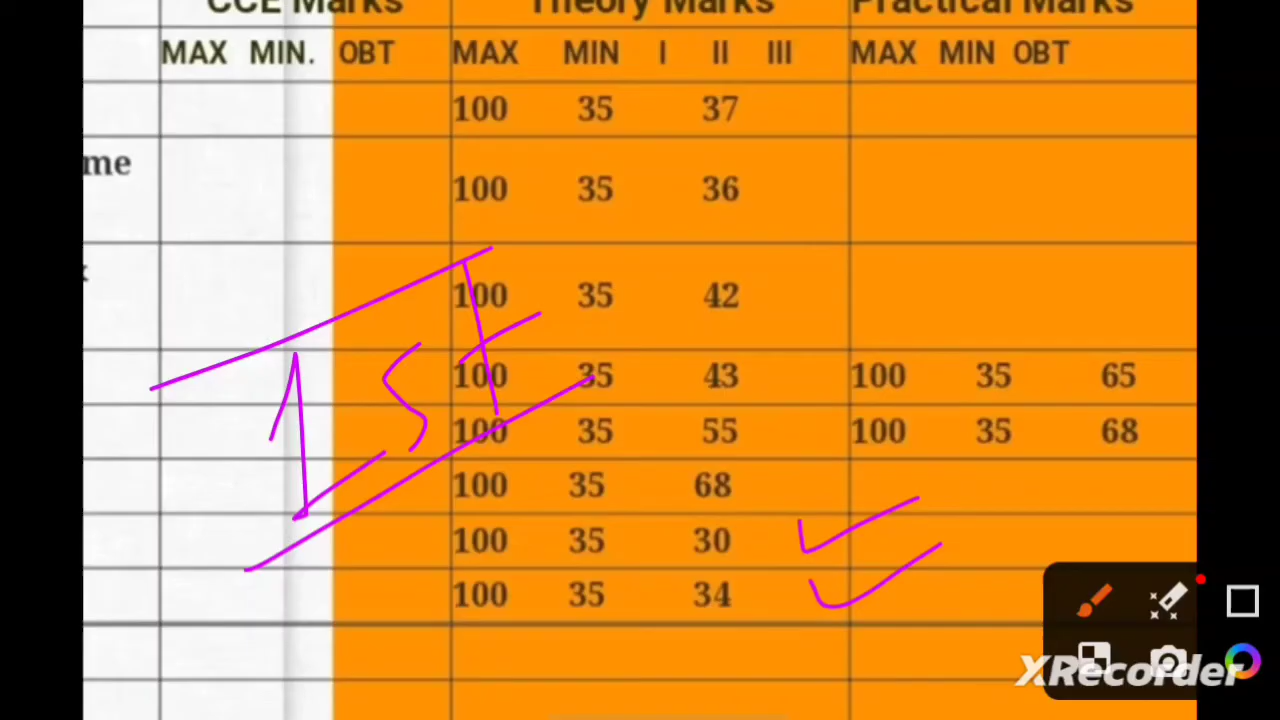 CCE Marks Theory Marks Practical Marks
MAX MIN. OBT MAX MIN I II III MAX MIN OBT
100 35 37
me
100 35 36
100 35 42
100 35 43 100 35 65
100 35 55 100 35 68
1st
100 35 68
100 35 30
100 35 34
XRecorder